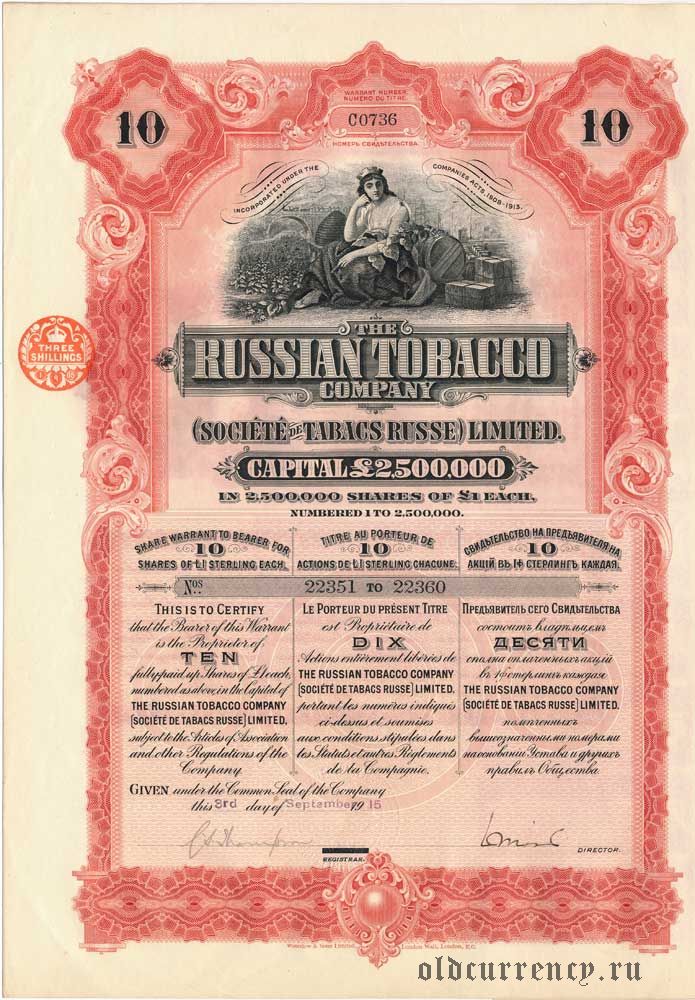 WARRANT NUMBER.
NUMÉRO DU TITRE.
C0736
НОМЕРЪ СВИДѢТЕЛЬСТВА.
10
10
INCORPORATED UNDER THE
COMPANIES ACTS, 1908-1913.
THREE
SHILLINGS
THE
RUSSIAN TOBACCO
COMPANY
(SOCIÉTÉ DE TABACS RUSSE) LIMITED.
CAPITAL £2,500,000
IN 2,500,000 SHARES OF £1 EACH,
NUMBERED 1 TO 2,500,000.
SHARE WARRANT TO BEARER FOR
10
SHARES OF £1 STERLING EACH.
TITRE AU PORTEUR DE
10
ACTIONS DE £1 STERLING CHACUNE.
СВИДѢТЕЛЬСТВО НА ПРЕДЪЯВИТЕЛЯ НА
10
АКЦІЙ ВЪ 1£ СТЕРЛИНГ КАЖДАЯ.
Nos.
22351 TO 22360
THIS IS TO CERTIFY
that the Bearer of this Warrant
is the Proprietor of
TEN
fully paid up Shares of £1 each,
numbered as above in the Capital of
THE RUSSIAN TOBACCO COMPANY
(SOCIÉTÉ DE TABACS RUSSE) LIMITED,
subject to the Articles of Association
and other Regulations of the
Company.
LE PORTEUR DU PRÉSENT TITRE
est Propriétaire de
DIX
Actions entièrement libérées de
THE RUSSIAN TOBACCO COMPANY
(SOCIÉTÉ DE TABACS RUSSE) LIMITED.
portant les numéros indiqués
ci-dessus et soumises
aux conditions stipulées dans
les Statuts et autres Règlements
de la Compagnie.
ПРЕДЪЯВИТЕЛЬ СЕГО СВИДѢТЕЛЬСТВА
состоитъ владѣльцемъ
ДЕСЯТИ
сполна оплаченныхъ акцій
въ 1£ стерлинг каждая
THE RUSSIAN TOBACCO COMPANY
(SOCIÉTÉ DE TABACS RUSSE) LIMITED.
помѣченныхъ
вышеозначенными номерами
на основаніи Устава и другихъ
правилъ Общества
GIVEN under the Common Seal of the Company
this 3rd day of September 1915
REGISTRAR.
DIRECTOR.
Waterlow & Sons Limited, London Wall, London, E.C.
oldcurrency.ru